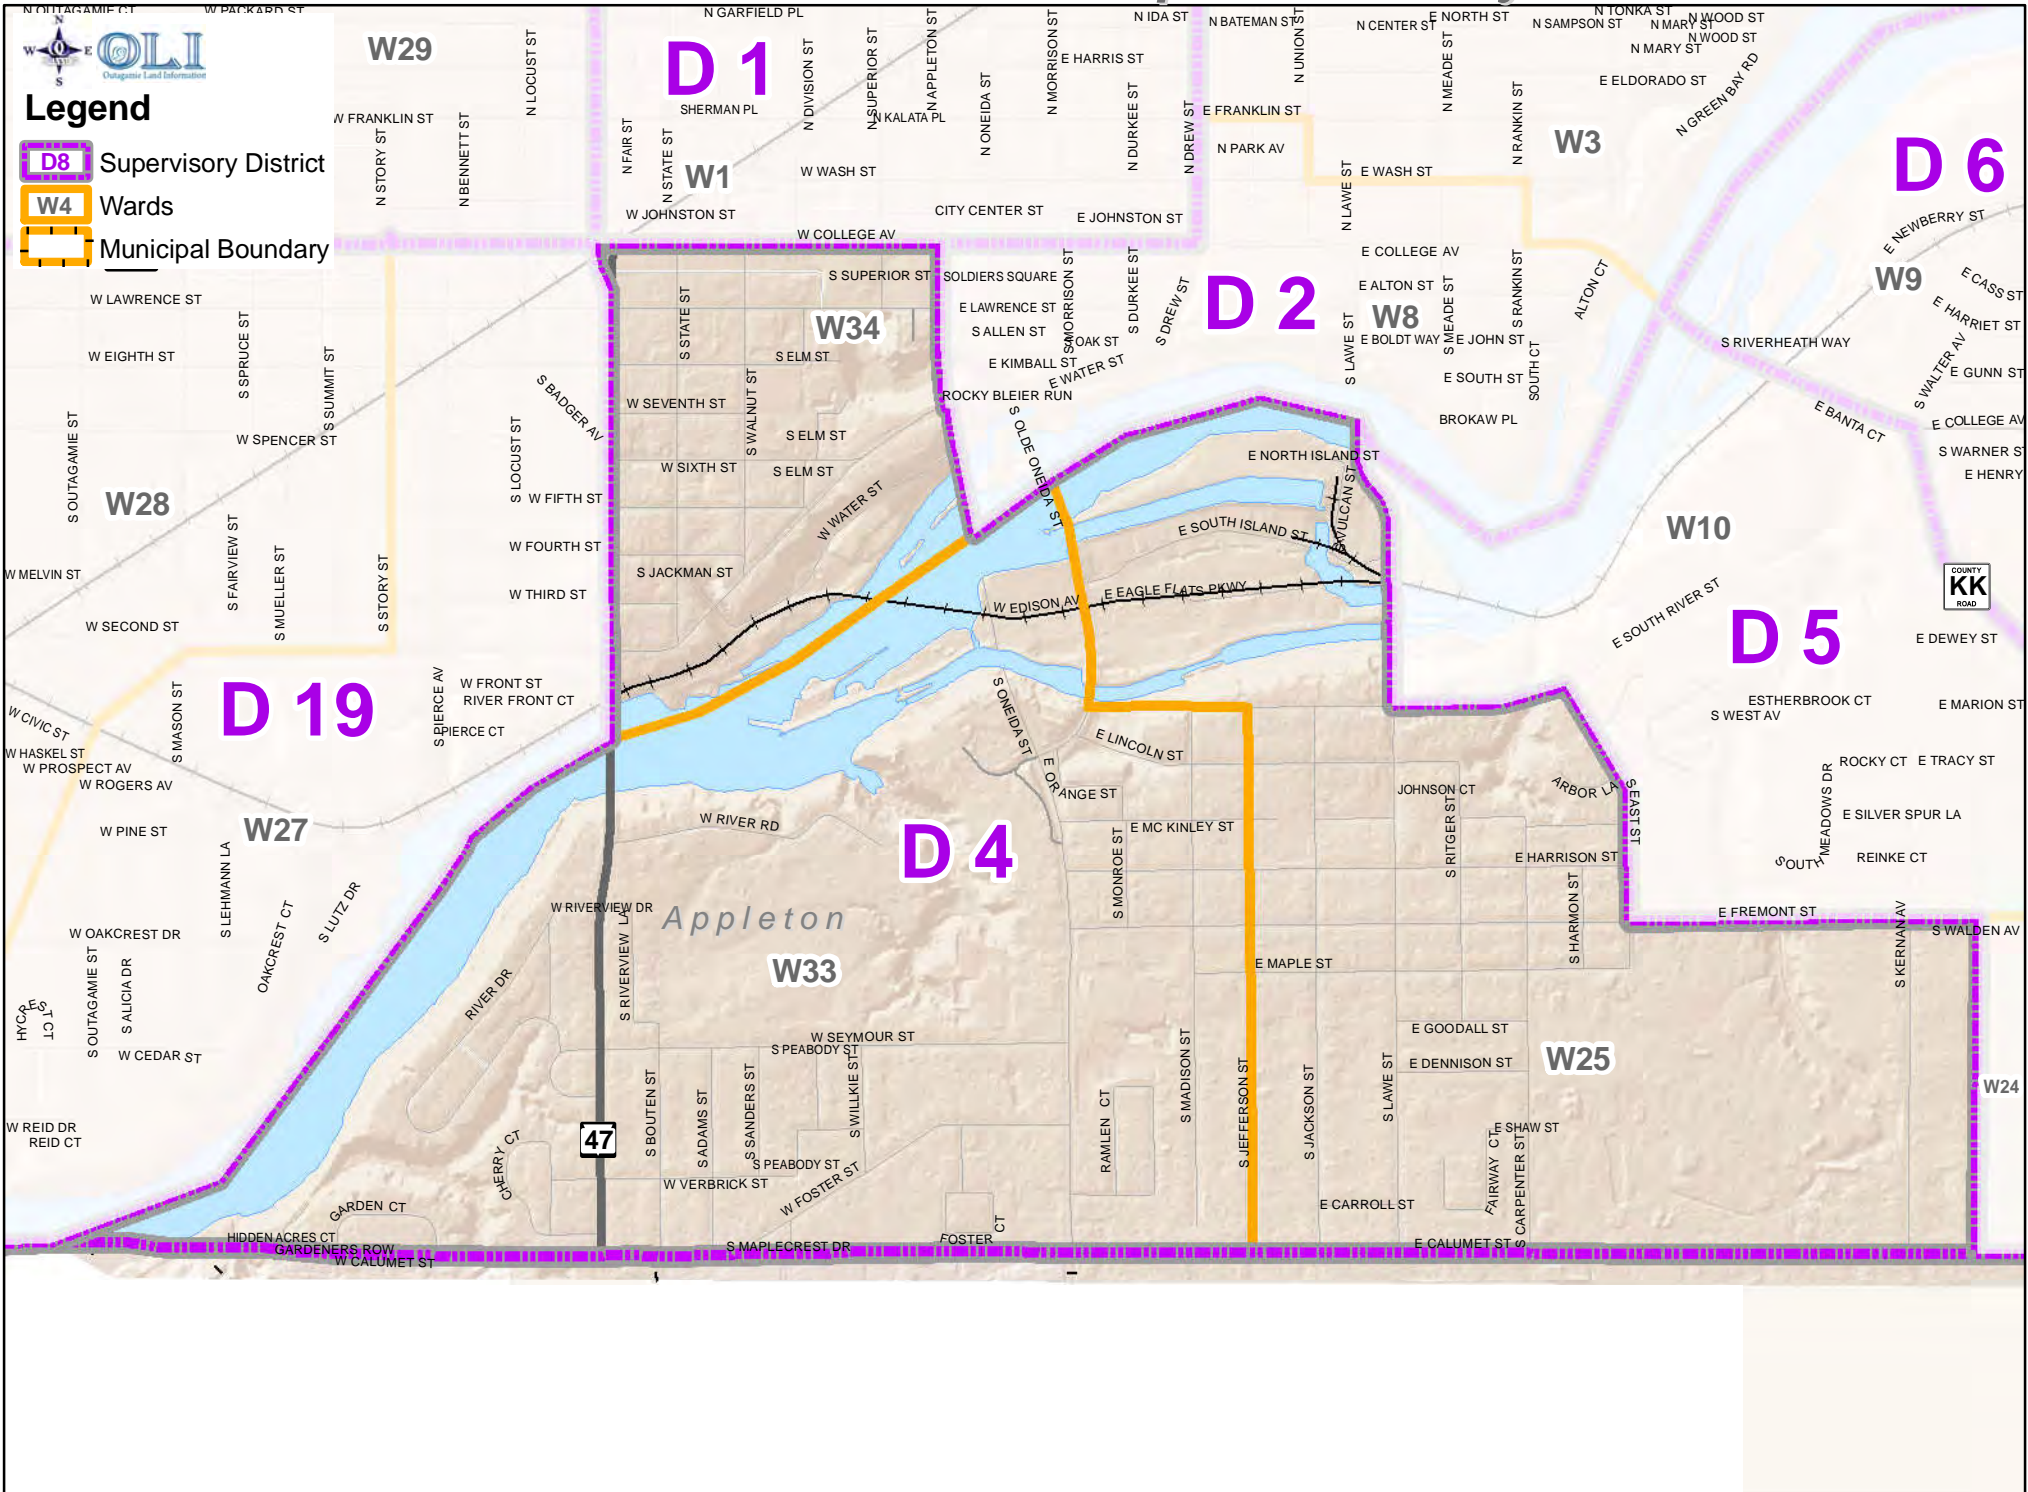 N OUTAGAMIE CT
W PACKARD ST
N GARFIELD PL
N IDA ST
N BATEMAN ST
N CENTER ST
E NORTH ST
N SAMPSON ST
N TONKA ST
N MARY ST
N WOOD ST
N WOOD ST
N MARY ST
N
W
E
S
OLI
Outagamie Land Information
Legend
D8 Supervisory District
W4 Wards
Municipal Boundary
W29
D 1
N LOCUST ST
N DIVISION ST
N SUPERIOR ST
N APPLETON ST
N ONEIDA ST
N MORRISON ST
E HARRIS ST
N UNION ST
N MEADE ST
E ELDORADO ST
N GREEN BAY RD
W FRANKLIN ST
SHERMAN PL
N KALATA PL
E FRANKLIN ST
N STORY ST
N BENNETT ST
N FAIR ST
N STATE ST
W1
W WASH ST
N DURKEE ST
N DREW ST
N PARK AV
N LAWE ST
E WASH ST
N RANKIN ST
W3
D 6
W JOHNSTON ST
CITY CENTER ST
E JOHNSTON ST
W COLLEGE AV
E COLLEGE AV
E NEWBERRY ST
W9
E CASS ST
E HARRIET ST
W LAWRENCE ST
S SUPERIOR ST
SOLDIERS SQUARE
E LAWRENCE ST
S ALLEN ST
E KIMBALL ST
S MORRISON ST
S DURKEE ST
S DREW ST
OAK ST
E WATER ST
D 2
E ALTON ST
W8
E BOLDT WAY
S LAWE ST
S MEADE ST
E JOHN ST
S RANKIN ST
SOUTH CT
ALTON CT
S RIVERHEATH WAY
S WALTER AV
E GUNN ST
W EIGHTH ST
S SPRUCE ST
S SUMMIT ST
S STATE ST
W34
S ELM ST
E SOUTH ST
S BADGER AV
W SEVENTH ST
S WALNUT ST
ROCKY BLEIER RUN
S OLDE ONEIDA ST
BROKAW PL
E BANTA CT
E COLLEGE AV
S OUTAGAMIE ST
W SPENCER ST
S LOCUST ST
S ELM ST
W SIXTH ST
S ELM ST
E NORTH ISLAND ST
S WARNER ST
E HENRY
W28
W FIFTH ST
W WATER ST
E SOUTH ISLAND ST
S VULCAN ST
W10
S FAIRVIEW ST
S MUELLER ST
S STORY ST
W FOURTH ST
W MELVIN ST
S JACKMAN ST
W THIRD ST
W EDISON AV
E EAGLE FLATS PKWY
COUNTY
KK
ROAD
W SECOND ST
E SOUTH RIVER ST
D 5
E DEWEY ST
D 19
S MASON ST
S PIERCE AV
W FRONT ST
RIVER FRONT CT
S PIERCE CT
S ONEIDA ST
ESTHERBROOK CT
S WEST AV
E MARION ST
W CIVIC ST
W HASKEL ST
W PROSPECT AV
W ROGERS AV
E LINCOLN ST
E ORANGE ST
JOHNSON CT
ARBOR LA
S EAST ST
ROCKY CT
E TRACY ST
W PINE ST
W27
W RIVER RD
D 4
E MC KINLEY ST
S MONROE ST
S RITGER ST
E HARRISON ST
SOUTH MEADOWS DR
E SILVER SPUR LA
REINKE CT
S LEHMANN LA
OAKCREST CT
S LUTZ DR
W RIVERVIEW DR
Appleton
S HARMON ST
E FREMONT ST
S WALDEN AV
S KERNAN AV
W OAKCREST DR
S OUTAGAMIE ST
S ALICIA DR
HYCREST CT
RIVER DR
S RIVERVIEW LA
W33
E MAPLE ST
W CEDAR ST
W SEYMOUR ST
S PEABODY ST
E GOODALL ST
E DENNISON ST
W25
W24
W REID DR
REID CT
47
S BOUTEN ST
S ADAMS ST
S SANDERS ST
S WILLKIE ST
RAMLEN CT
S MADISON ST
S JEFFERSON ST
S JACKSON ST
S LAWE ST
E SHAW ST
FAIRWAY CT
S CARPENTER ST
CHERRY CT
S PEABODY ST
W VERBRICK ST
W FOSTER ST
GARDEN CT
E CARROLL ST
HIDDEN ACRES CT
GARDENERS ROW
W CALUMET ST
S MAPLECREST DR
FOSTER CT
E CALUMET ST